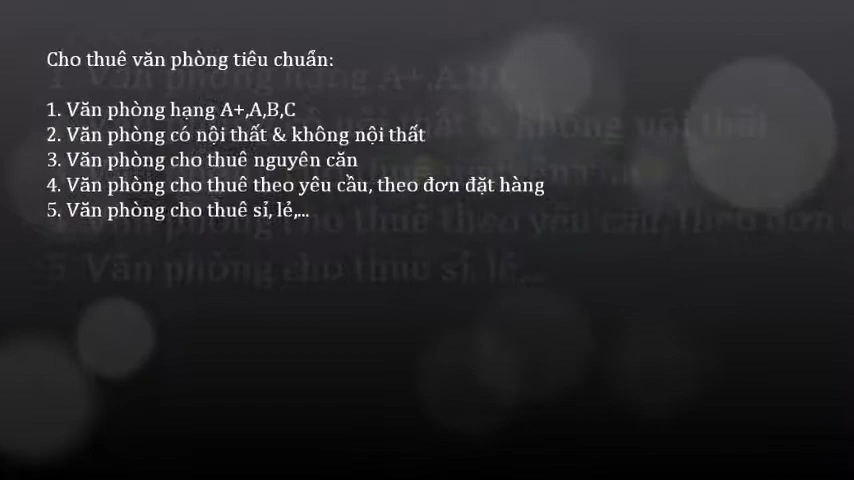 Cho thuê văn phòng tiêu chuẩn:
1. Văn phòng hạng A+,A,B,C
2. Văn phòng có nội thất & không nội thất
3. Văn phòng cho thuê nguyên căn
4. Văn phòng cho thuê theo yêu cầu, theo đơn đặt hàng
5. Văn phòng cho thuê sỉ, lẻ,...